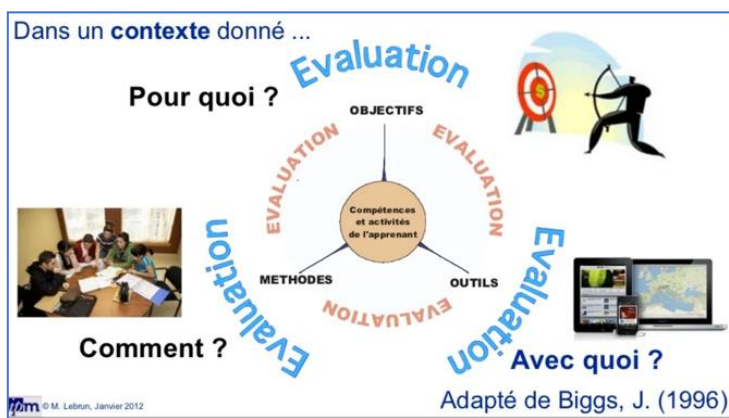 Dans un contexte donné ...
Evaluation
Pour quoi ?
OBJECTIFS
EVALUATION
EVALUATION
Compétences
et activités
de l'apprenant
METHODES
OUTILS
EVALUATION
Evaluation
Evaluation
Comment ?
Avec quoi ?
ipm © M. Lebrun, Janvier 2012
Adapté de Biggs, J. (1996)